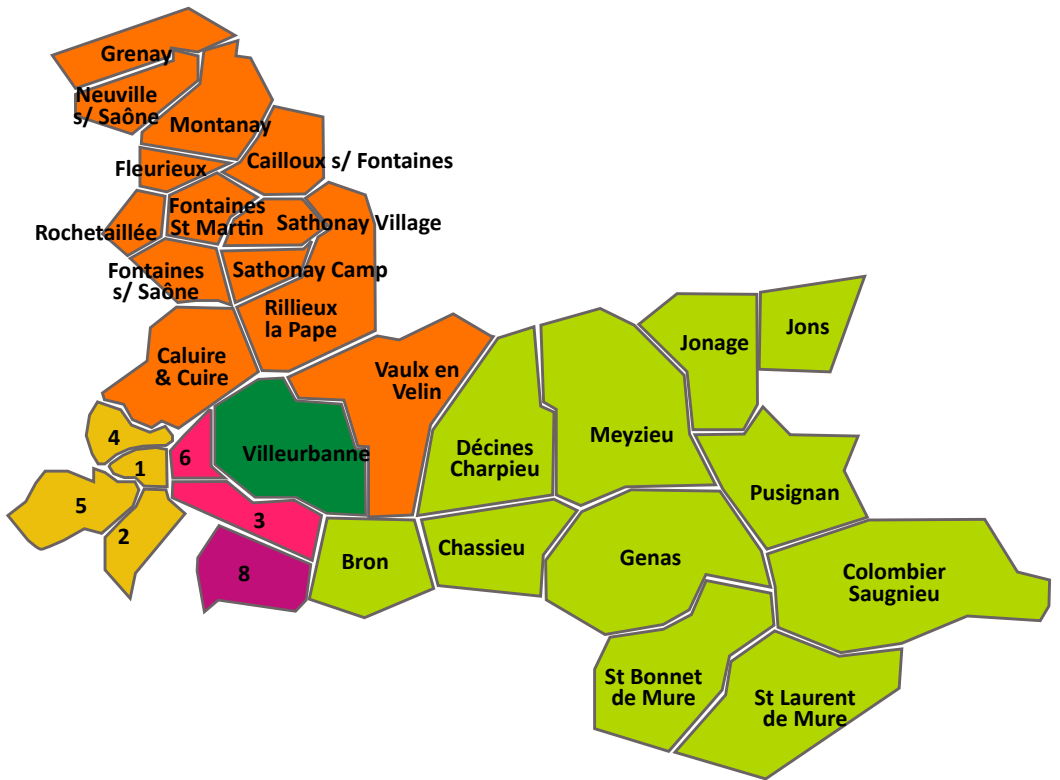 Grenay
Neuville
s/ Saône
Montanay
Cailloux s/ Fontaines
Fleurieux
Fontaines
St Martin
Sathonay Village
Rochetaillée
Fontaines
s/ Saône
Sathonay Camp
Rillieux
la Pape
Caluire
& Cuire
Vaulx en
Velin
Jons
Jonage
Meyzieu
Décines
Charpieu
Villeurbanne
4
6
1
5
3
2
8
Pusignan
Bron
Chassieu
Genas
Colombier
Saugnieu
St Bonnet
de Mure
St Laurent
de Mure